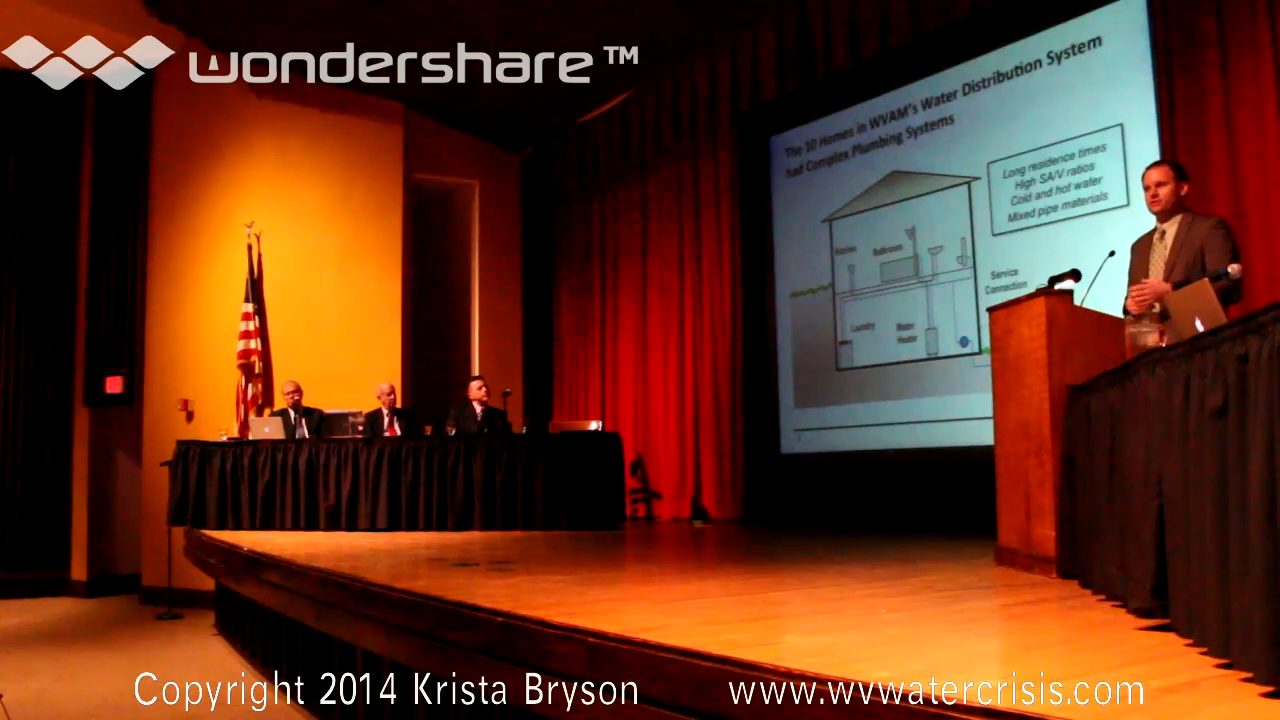 wondershare™
The 10 Homes in WVAM's Water Distribution System
had Complex Plumbing Systems
Long residence times
High SA/V ratios
Cold and hot water
Mixed pipe materials
Kitchen
Bathroom
Service
Connection
Laundry
Water
Heater
Copyright 2014 Krista Bryson
www.wvwatercrisis.com